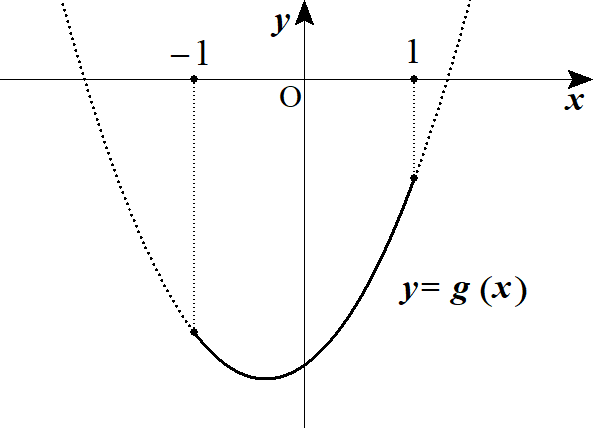 y
−1
1
O
x
y= g (x)